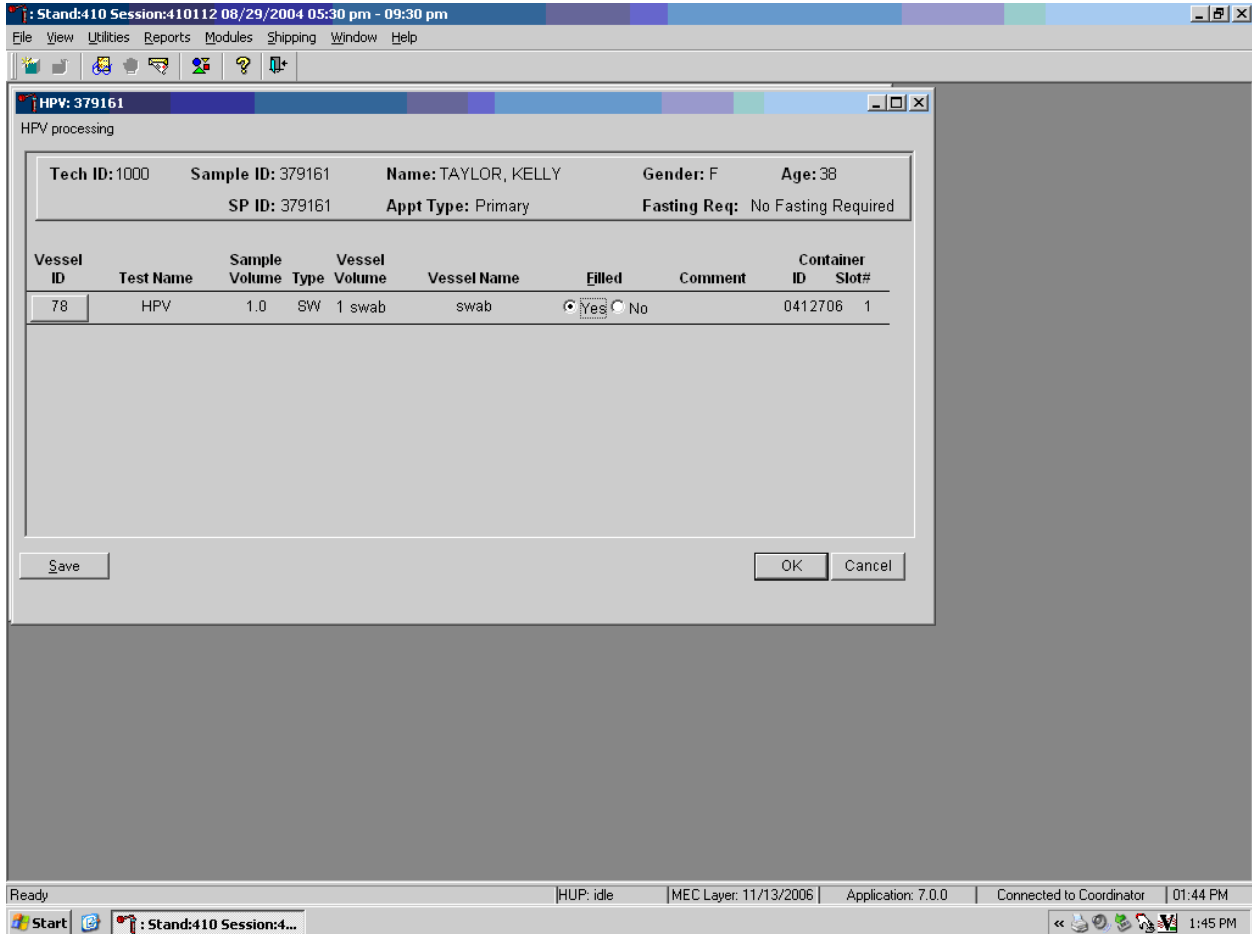 : Stand:410 Session:410112 08/29/2004 05:30 pm - 09:30 pm
File View Utilities Reports Modules Shipping Window Help
HPV: 379161
HPV processing
Tech ID: 1000 Sample ID: 379161 Name: TAYLOR, KELLY Gender: F Age: 38
SP ID: 379161 Appt Type: Primary Fasting Req: No Fasting Required
Vessel Sample Vessel Container
ID Test Name Volume Type Volume Vessel Name Filled Comment ID Slot#
78 HPV 1.0 SW 1 swab swab Yes No 0412706 1
Save OK Cancel
Ready HUP: idle MEC Layer: 11/13/2006 Application: 7.0.0 Connected to Coordinator 01:44 PM
Start : Stand:410 Session:4... « 1:45 PM